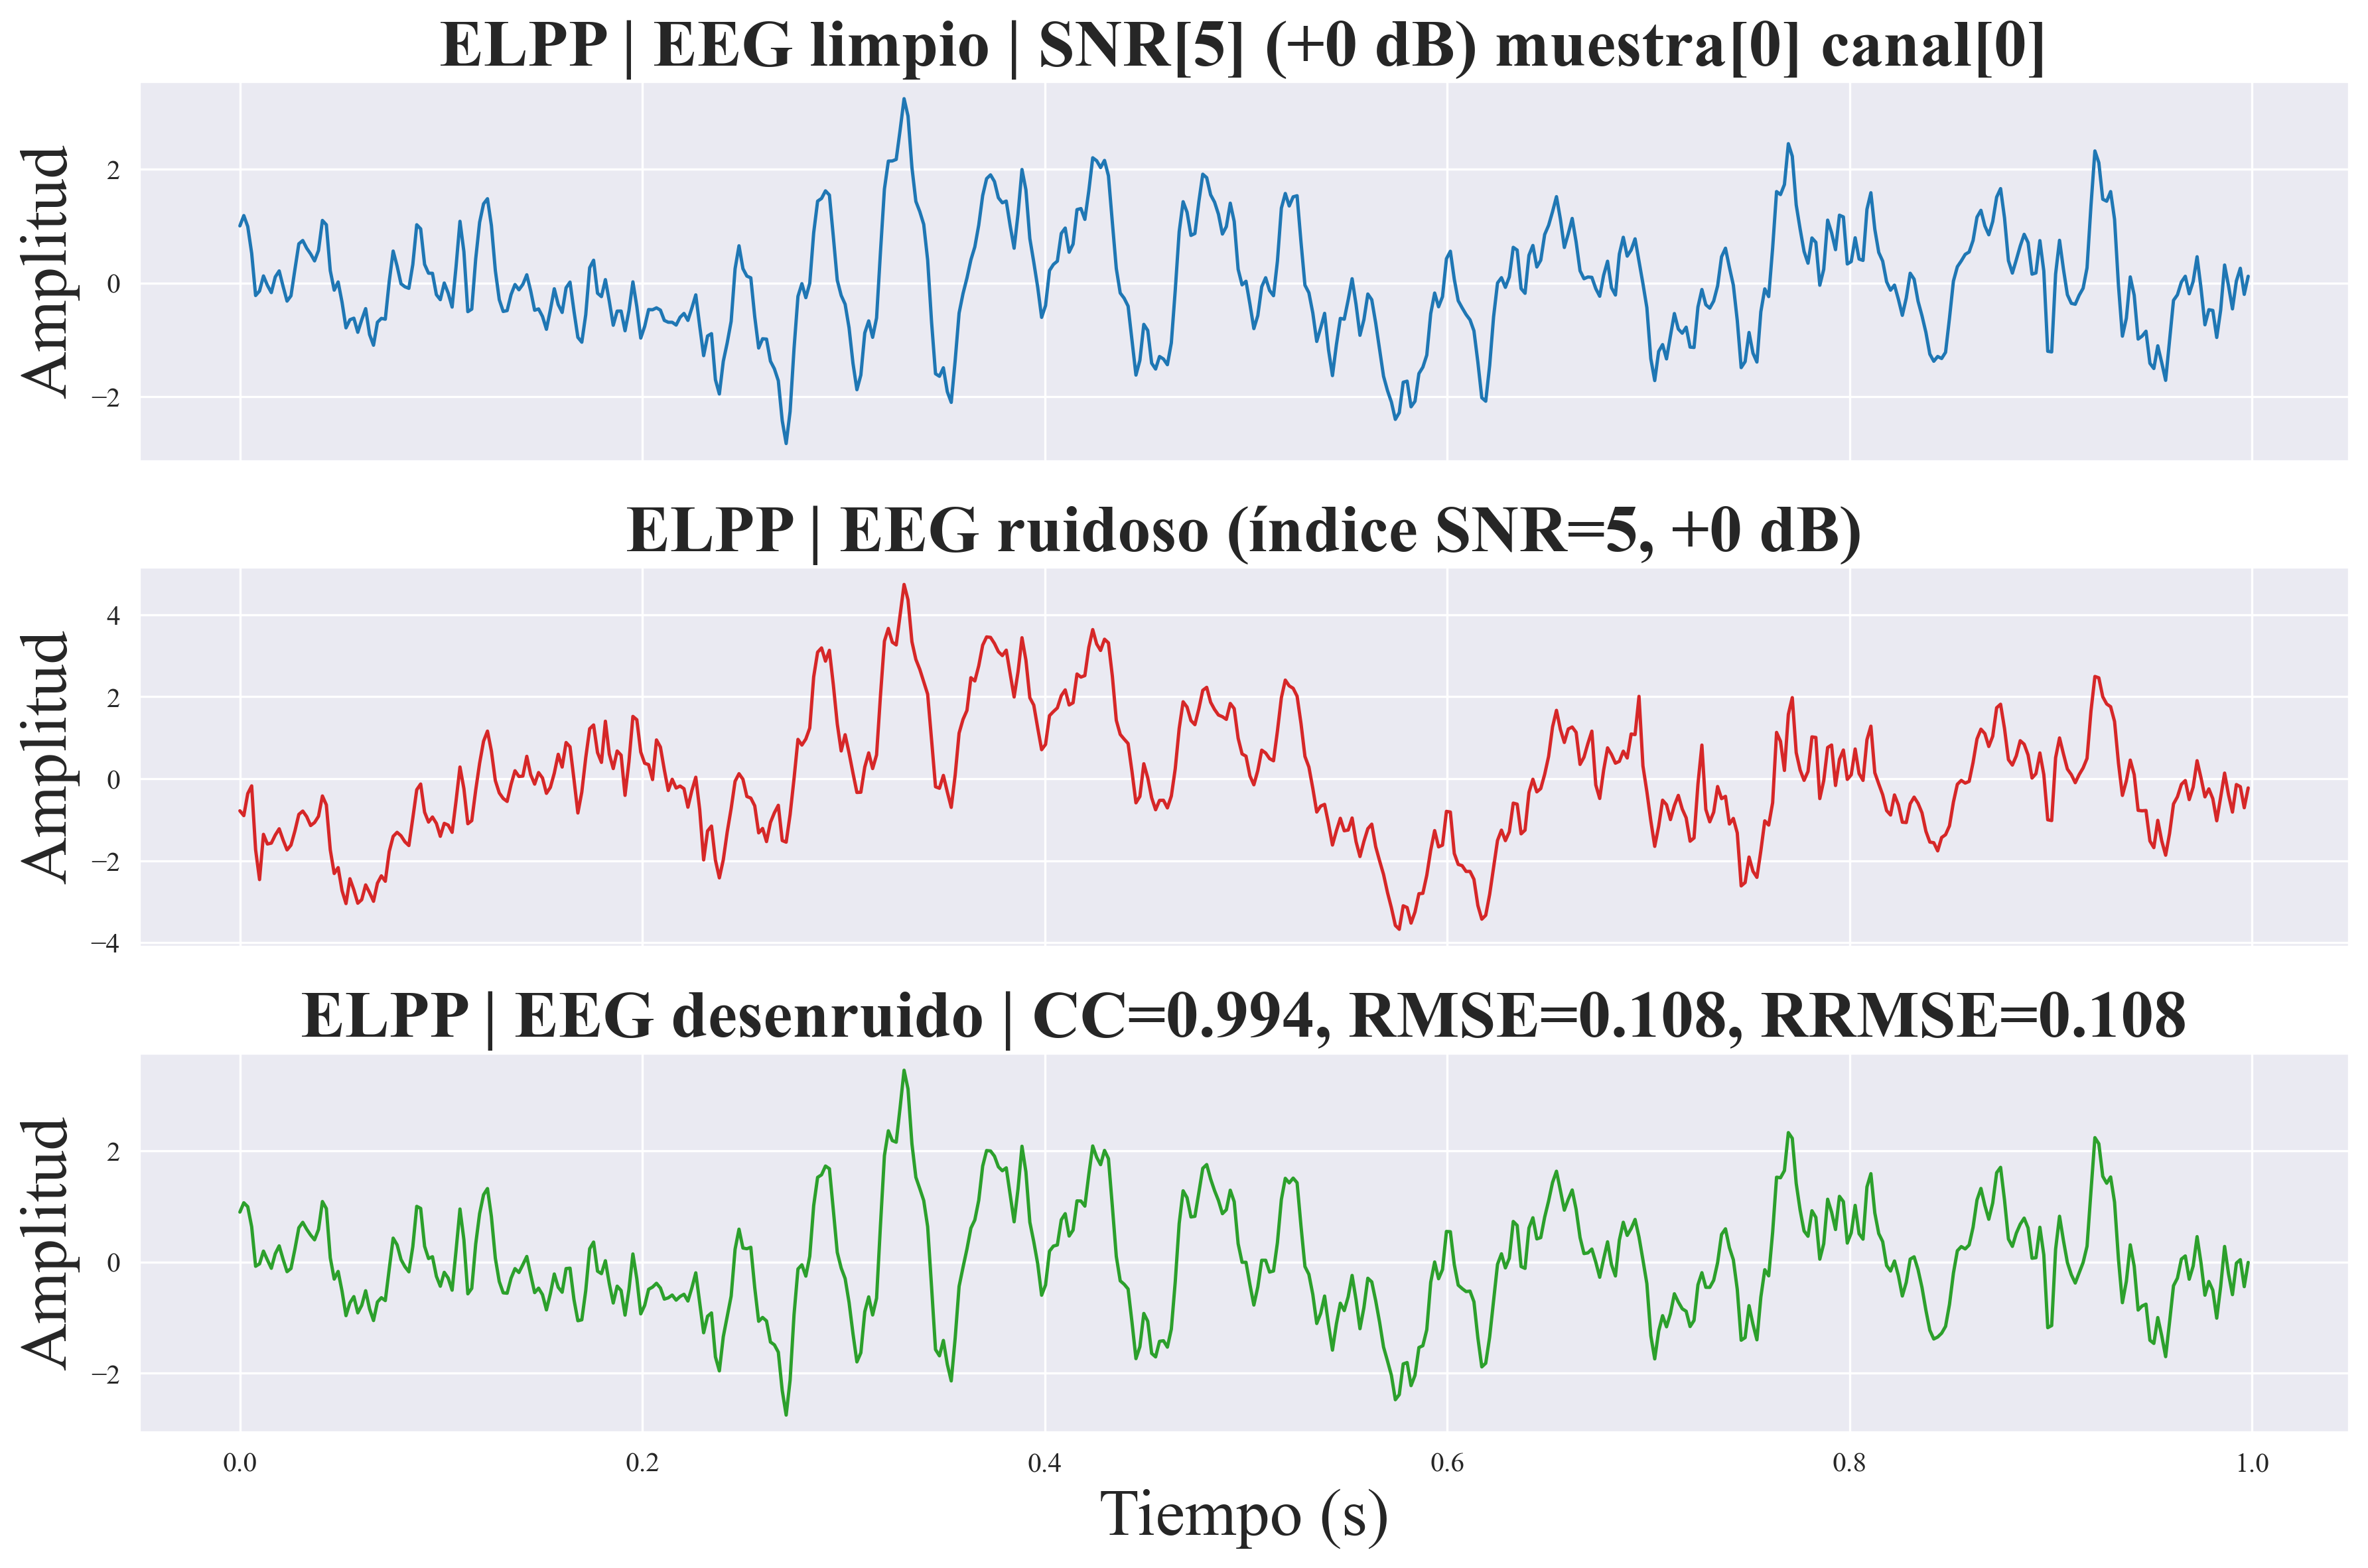 ELPP | EEG limpio | SNR[5] (+0 dB) muestra[0] canal[0]
Amplitud
2
0
−2
ELPP | EEG ruidoso (índice SNR=5, +0 dB)
Amplitud
4
2
0
−2
−4
ELPP | EEG desenruido | CC=0.994, RMSE=0.108, RRMSE=0.108
Amplitud
2
0
−2
0.0 0.2 0.4 0.6 0.8 1.0
Tiempo (s)